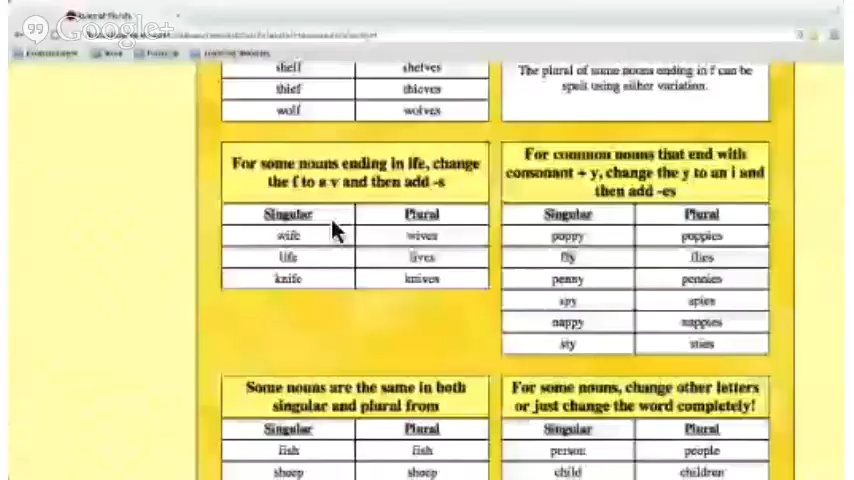 Google+
shelf shelves
thief thieves
wolf wolves
The plural of some nouns ending in f can be
spelt using either variation.
For some nouns ending in ife, change
the f to a v and then add -s
Singular Plural
wife wives
life lives
knife knives
For common nouns that end with
consonant + y, change the y to an i and
then add -es
Singular Plural
poppy poppies
fly flies
penny pennies
spy spies
nappy nappies
sty sties
Some nouns are the same in both
singular and plural from
Singular Plural
fish fish
sheep sheep
For some nouns, change other letters
or just change the word completely!
Singular Plural
person people
child children